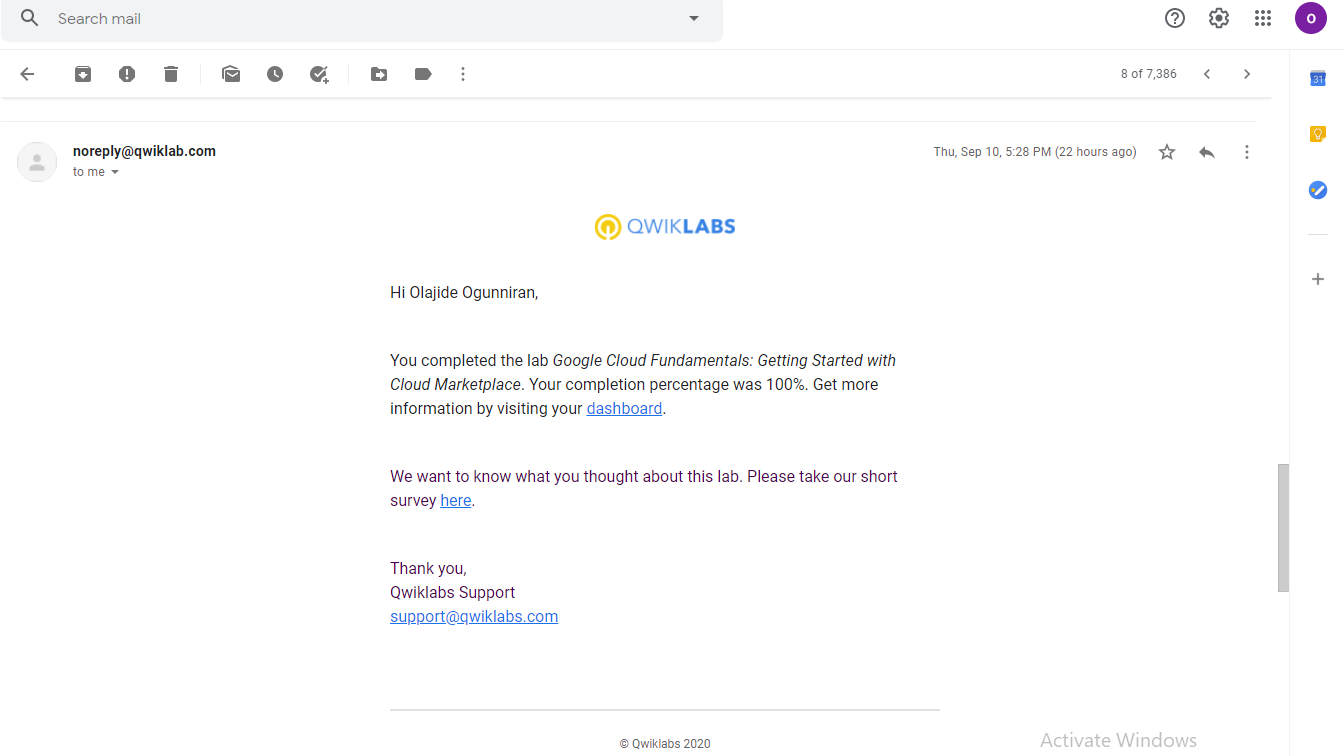 Search mail
O
8 of 7,386
31
noreply@qwiklab.com
Thu, Sep 10, 5:28 PM (22 hours ago)
to me
QWIKLABS
Hi Olajide Ogunniran,
You completed the lab Google Cloud Fundamentals: Getting Started with
Cloud Marketplace. Your completion percentage was 100%. Get more
information by visiting your dashboard.
We want to know what you thought about this lab. Please take our short
survey here.
Thank you,
Qwiklabs Support
support@qwiklabs.com
© Qwiklabs 2020
Activate Windows